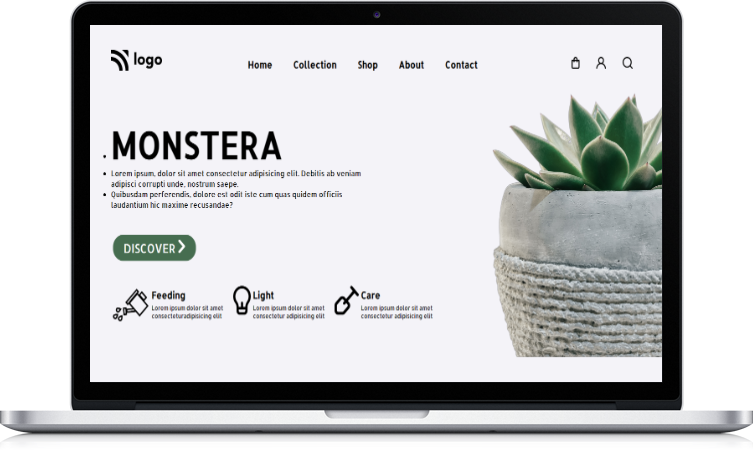 logo
Home Collection Shop About Contact
MONSTERA
Lorem ipsum, dolor sit amet consectetur adipisicing elit. Debitis ab veniam
adipisci corrupti unde, nostrum saepe.
Quibusdam perferendis, dolore est odit iste cum quas quidem officiis
laudantium hic maxime recusandae?
DISCOVER
Feeding
Lorem ipsum dolor sit amet
consecteturadipisicing elit
Light
Lorem ipsum dolor sit amet
consectetur adipisicing elit
Care
Lorem ipsum dolor sit amet
consectetur adipisicing elit